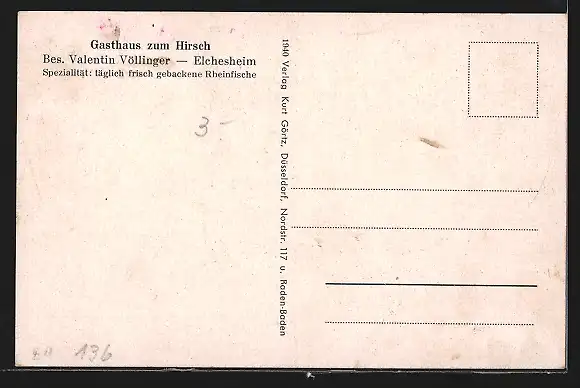 Gasthaus zum Hirsch
Bes. Valentin Völlinger — Elchesheim
Spezialität: täglich frisch gebackene Rheinfische
3 -
1940 Verlag Kurt Görtz, Düsseldorf, Nordstr. 117 u. Baden-Baden
136